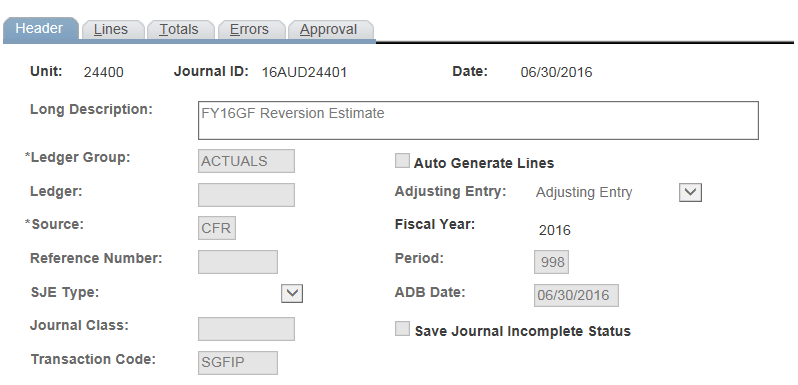 Header Lines Totals Errors Approval
Unit: 24400 Journal ID: 16AUD24401 Date: 06/30/2016
Long Description: FY16GF Reversion Estimate
*Ledger Group: ACTUALS Auto Generate Lines
Ledger: Adjusting Entry: Adjusting Entry
*Source: CFR Fiscal Year: 2016
Reference Number: Period: 998
SJE Type: ADB Date: 06/30/2016
Journal Class: Save Journal Incomplete Status
Transaction Code: SGFIP